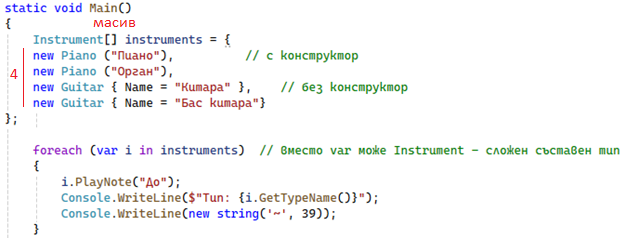 static void Main()
масив
{
Instrument[] instruments = {
new Piano ("Пиано"), // с конструктор
new Piano ("Орган"),
4
new Guitar { Name = "Китара" }, // без конструктор
new Guitar { Name = "Бас китара"}
};
foreach (var i in instruments) // вместо var може Instrument – сложен съставен тип
{
i.PlayNote("До");
Console.WriteLine($"Тип: {i.GetTypeName()}");
Console.WriteLine(new string('~', 39));
}